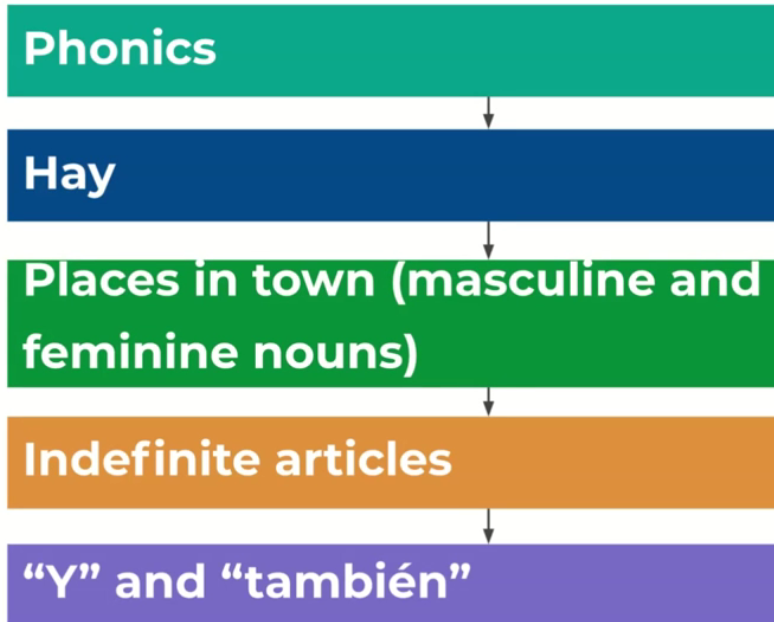 Phonics
Hay
Places in town (masculine and
feminine nouns)
Indefinite articles
“Y” and “también”